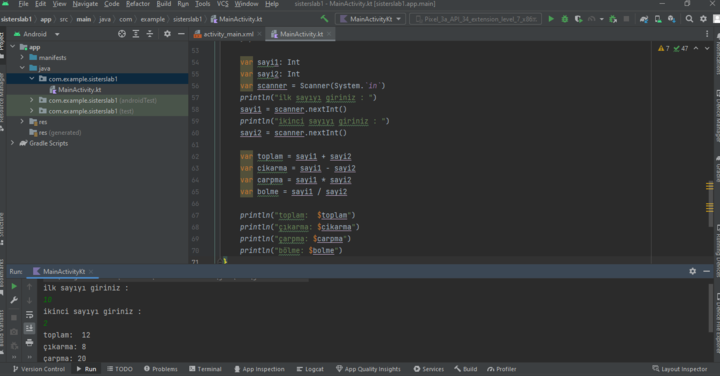 File Edit View Navigate Code Refactor Build Run Tools VCS Window Help
sisterslab1 - MainActivity.kt [sisterslab1.app.main]
sisterslab1 app src main java com example sisterslab1 MainActivity.kt
MainActivityKt
Pixel_3a_API_34_extension_level_7_x86_
Android
activity_main.xml
MainActivity.kt
app
manifests
java
com.example.sisterslab1
MainActivity.kt
com.example.sisterslab1 (androidTest)
com.example.sisterslab1 (test)
res
res (generated)
Gradle Scripts
7 47
53
54 var sayi1: Int
55 var sayi2: Int
56 var scanner = Scanner(System.`in`)
57 println("ilk sayıyı giriniz : ")
58 sayi1 = scanner.nextInt()
59 println("ikinci sayıyı giriniz : ")
60 sayi2 = scanner.nextInt()
61
62 var toplam = sayi1 + sayi2
63 var cikarma = sayi1 - sayi2
64 var carpma = sayi1 * sayi2
65 var bolme = sayi1 / sayi2
66
67 println("toplam:  $toplam")
68 println("çıkarma: $cikarma")
69 println("çarpma: $carpma")
70 println("bölme: $bolme")
71 }
Run: MainActivityKt
ilk sayıyı giriniz :
10
ikinci sayıyı giriniz :
2
toplam:  12
çıkarma: 8
çarpma: 20
Version Control Run TODO Problems Terminal App Inspection Logcat App Quality Insights Services Build Profiler Layout Inspector